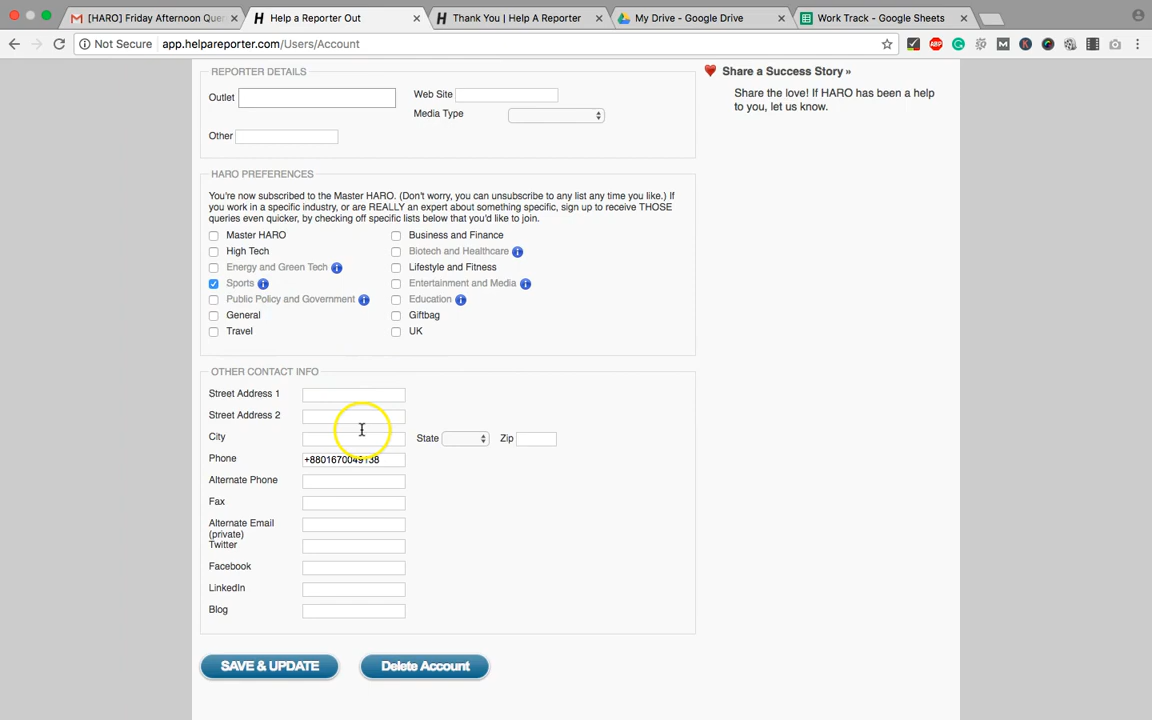 [HARO] Friday Afternoon Que
Help a Reporter Out
Thank You | Help A Reporter
My Drive - Google Drive
Work Track - Google Sheets
Not Secure
app.helpareporter.com/Users/Account
REPORTER DETAILS
Outlet
Web Site
Media Type
Other
Share a Success Story »
Share the love! If HARO has been a help
to you, let us know.
HARO PREFERENCES
You're now subscribed to the Master HARO. (Don't worry, you can unsubscribe to any list any time you like.) If
you work in a specific industry, or are REALLY an expert about something specific, sign up to receive THOSE
queries even quicker, by checking off specific lists below that you'd like to join.
Master HARO
Business and Finance
High Tech
Biotech and Healthcare
Energy and Green Tech
Lifestyle and Fitness
Sports
Entertainment and Media
Public Policy and Government
Education
General
Giftbag
Travel
UK
OTHER CONTACT INFO
Street Address 1
Street Address 2
City
State
Zip
Phone
+8801670049138
Alternate Phone
Fax
Alternate Email
(private)
Twitter
Facebook
LinkedIn
Blog
SAVE & UPDATE
Delete Account